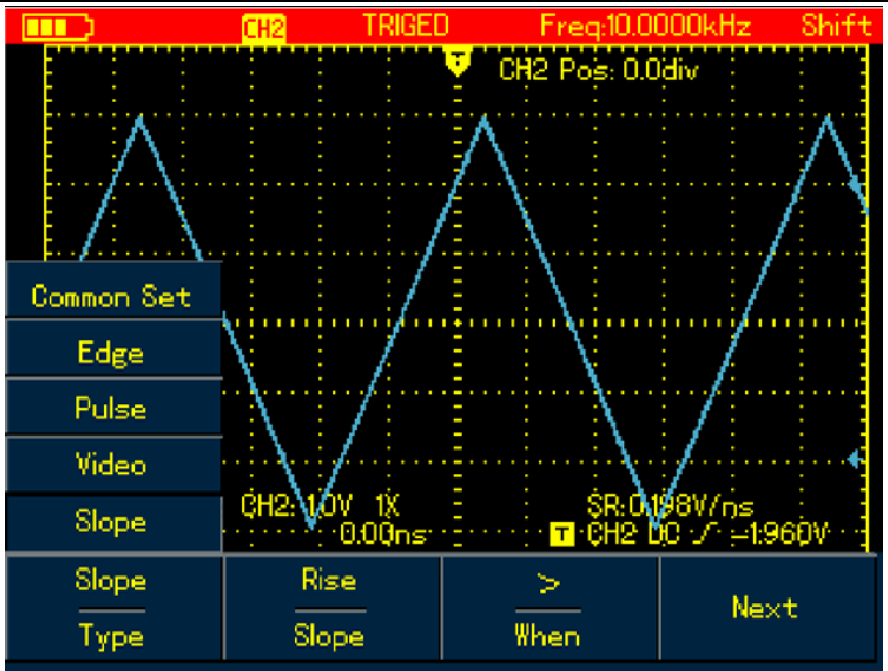 CH2 TRIGED Freq:10.0000kHz Shift
T
CH2 Pos: 0.0div
Common Set
Edge
Pulse
Video
Slope
CH2: 1.0V 1X SR:0.198V/ns
0.00ns T CH2 DC -1.960V
Slope
Type
Rise
Slope
>
When
Next